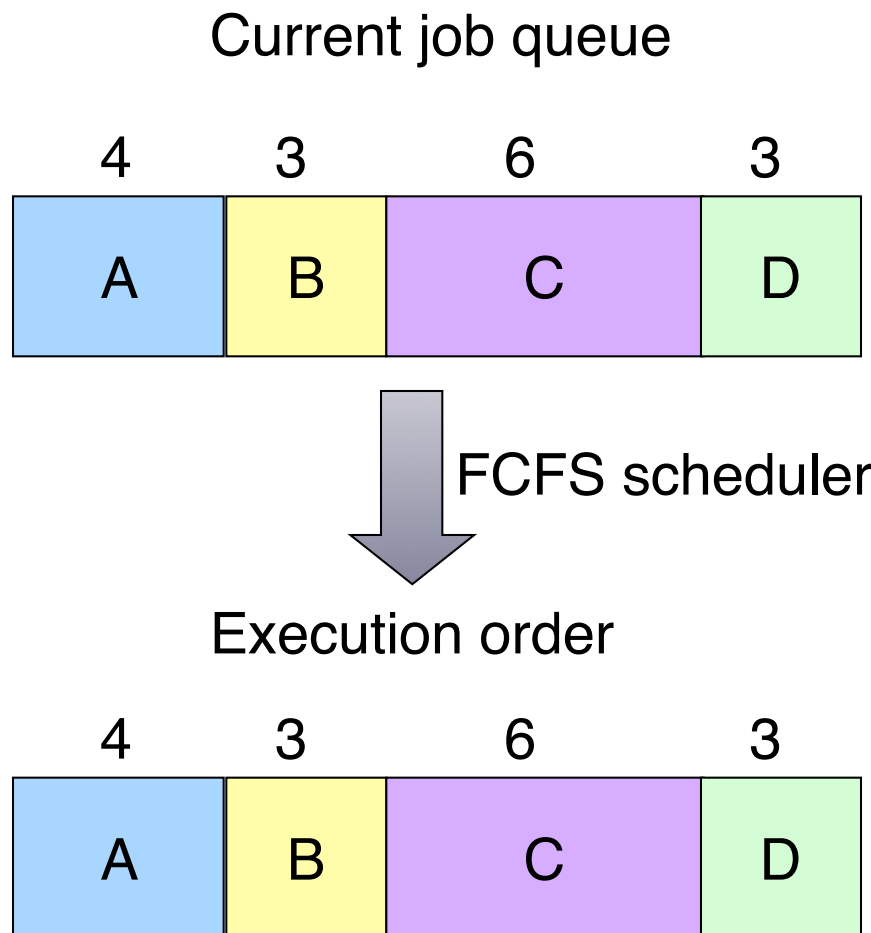 Current job queue
4 3 6 3
A B C D
FCFS scheduler
Execution order
4 3 6 3
A B C D